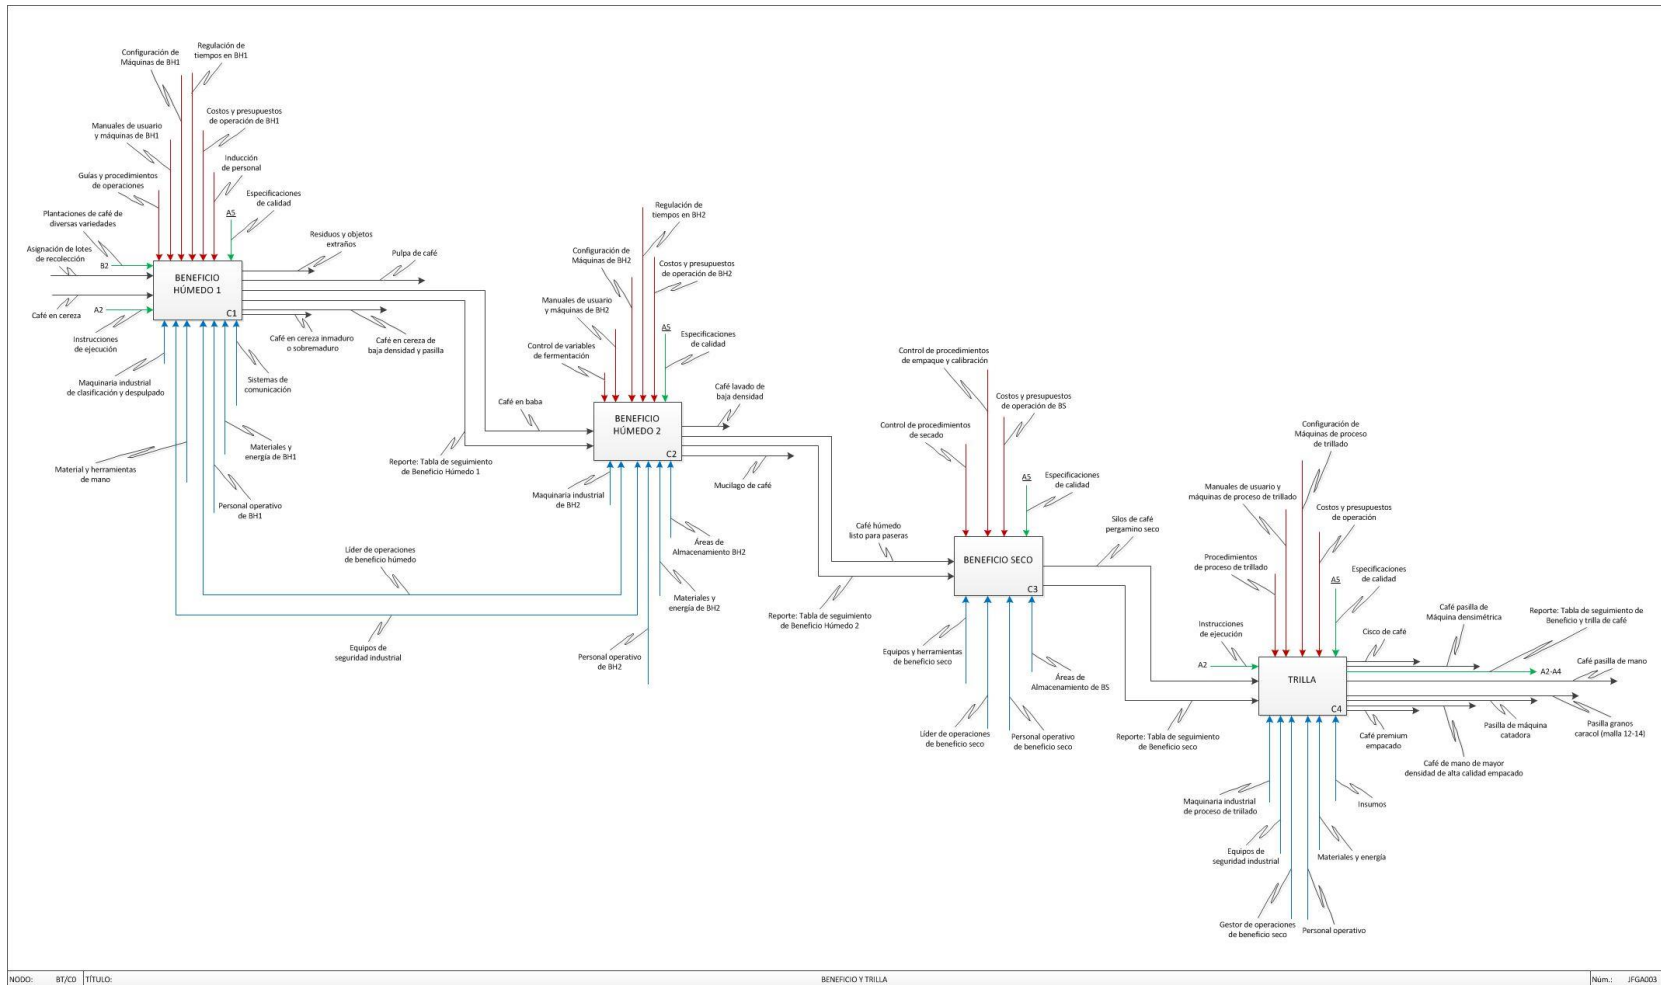 Regulación de
tiempos en BH1
Configuración de
Máquinas de BH1
Costos y presupuestos
de operación de BH1
Manuales de usuario
y máquinas de BH1
Inducción
de personal
Guías y procedimientos
de operaciones
Especificaciones
de calidad
A5
Plantaciones de café de
diversas variedades
Asignación de lotes
de recolección
B2
Café en cereza
A2
Instrucciones
de ejecución
BENEFICIO
HÚMEDO 1
C1
Residuos y objetos
extraños
Pulpa de café
Café en cereza inmaduro
o sobremaduro
Café en cereza de
baja densidad y pasilla
Maquinaria industrial
de clasificación y despulpado
Sistemas de
comunicación
Material y herramientas
de mano
Materiales y
energía de BH1
Personal operativo
de BH1
Líder de operaciones
de beneficio húmedo
Equipos de
seguridad industrial
Café en baba
Reporte: Tabla de seguimiento
de Beneficio Húmedo 1
Regulación de
tiempos en BH2
Configuración de
Máquinas de BH2
Costos y presupuestos
de operación de BH2
Manuales de usuario
y máquinas de BH2
Control de variables
de fermentación
A5
Especificaciones
de calidad
BENEFICIO
HÚMEDO 2
C2
Café lavado de
baja densidad
Mucilago de café
Maquinaria industrial
de BH2
Áreas de
Almacenamiento BH2
Materiales y
energía de BH2
Personal operativo
de BH2
Café húmedo
listo para paseras
Reporte: Tabla de seguimiento
de Beneficio Húmedo 2
Control de procedimientos
de empaque y calibración
Costos y presupuestos
de operación de BS
Control de procedimientos
de secado
A5
Especificaciones
de calidad
BENEFICIO SECO
C3
Equipos y herramientas
de beneficio seco
Áreas de
Almacenamiento de BS
Líder de operaciones
de beneficio seco
Personal operativo
de beneficio seco
Silos de café
pergamino seco
Reporte: Tabla de seguimiento
de Beneficio seco
Configuración de
Máquinas de proceso
de trillado
Manuales de usuario y
máquinas de proceso de trillado
Costos y presupuestos
de operación
Procedimientos
de proceso de trillado
A5
Especificaciones
de calidad
Instrucciones
de ejecución
A2
TRILLA
C4
Cisco de café
Café pasilla de
Máquina densimétrica
Reporte: Tabla de seguimiento de
Beneficio y trilla de café
A2-A4
Café pasilla de mano
Pasilla granos
caracol (malla 12-14)
Pasilla de máquina
catadora
Café premium
empacado
Café de mano de mayor
densidad de alta calidad empacado
Maquinaria industrial
de proceso de trillado
Insumos
Equipos de
seguridad industrial
Materiales y energía
Gestor de operaciones
de beneficio seco
Personal operativo
NODO: BT/C0 TÍTULO: BENEFICIO Y TRILLA Núm.: JFGA003